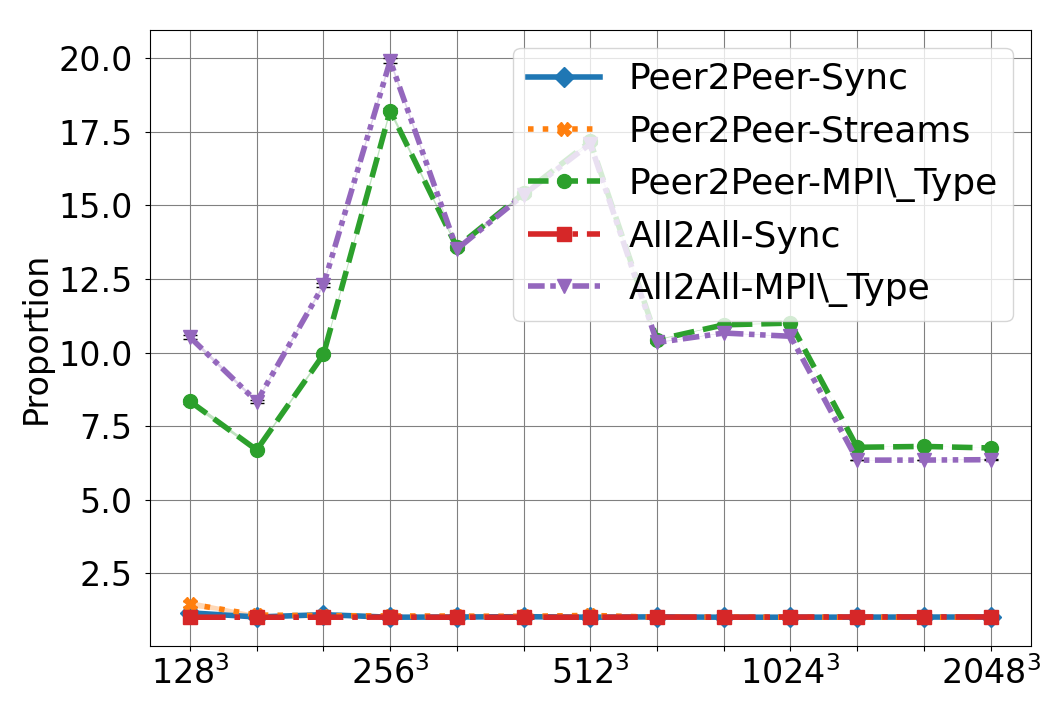 20.0
17.5
15.0
12.5
10.0
7.5
5.0
2.5
Proportion
Peer2Peer-Sync
Peer2Peer-Streams
Peer2Peer-MPI\_Type
All2All-Sync
All2All-MPI\_Type
128³ 256³ 512³ 1024³ 2048³